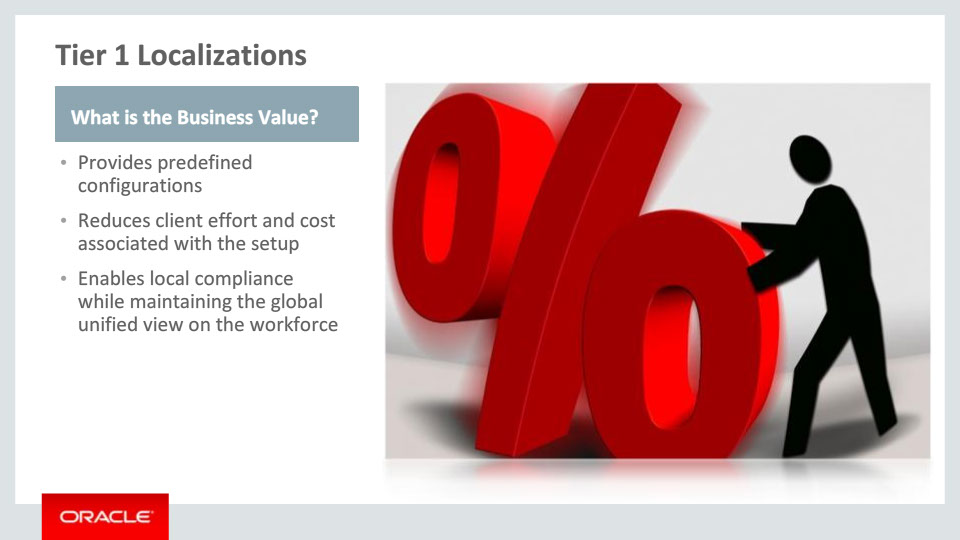 Tier 1 Localizations
What is the Business Value?
• Provides predefined
configurations
• Reduces client effort and cost
associated with the setup
• Enables local compliance
while maintaining the global
unified view on the workforce
%
ORACLE®